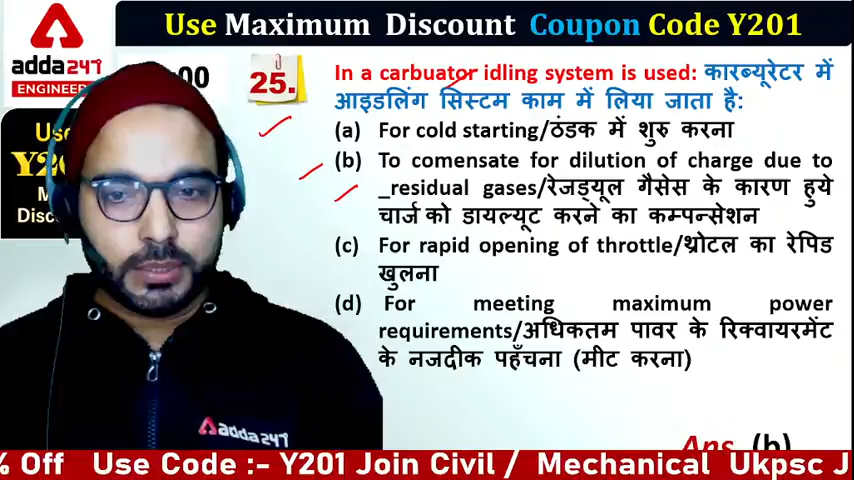 Use Maximum Discount Coupon Code Y201
adda247
ENGINEER
:00
25.
In a carbuator idling system is used: कारब्यूरेटर में
आइडलिंग सिस्टम काम में लिया जाता है:
(a) For cold starting/ठंडक में शुरु करना
(b) To comensate for dilution of charge due to
_residual gases/रेजड्यूल गैसेस के कारण हुये
चार्ज को डायल्यूट करने का कम्पन्सेशन
(c) For rapid opening of throttle/थ्रोटल का रेपिड
खुलना
(d) For meeting maximum power
requirements/अधिकतम पावर के रिक्वायरमेंट
के नजदीक पहुँचना (मीट करना)
Ans. (b)
Us
Disco
adda247
% Off Use Code :- Y201 Join Civil / Mechanical Ukpsc J